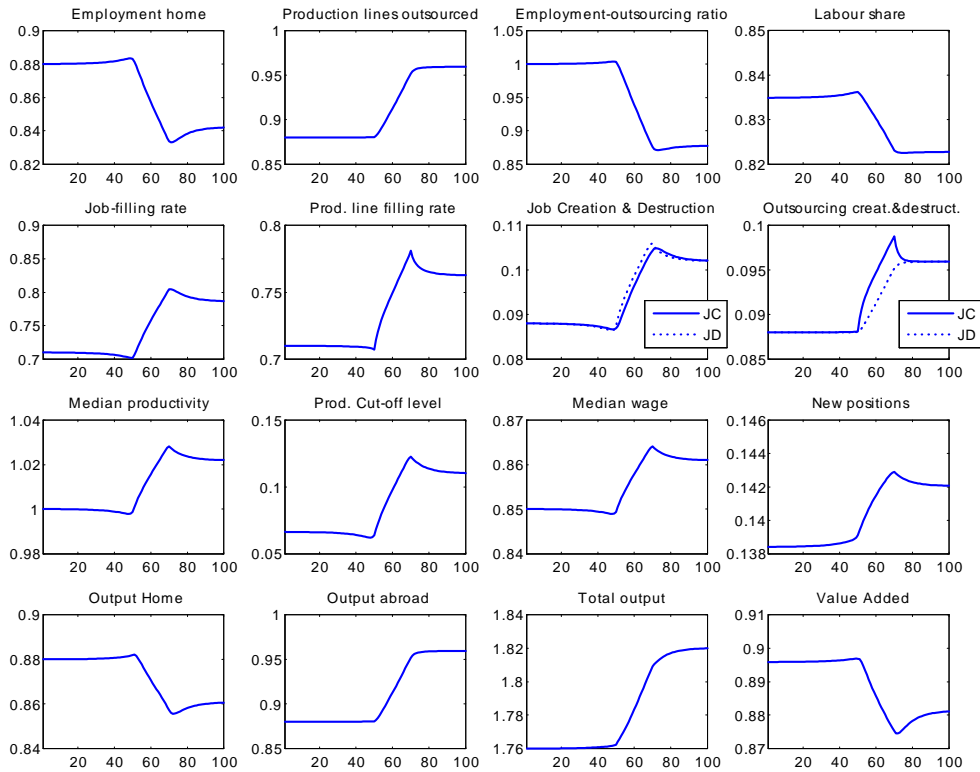 Employment home
Production lines outsourced
Employment-outsourcing ratio
Labour share
0.9
0.88
0.86
0.84
0.82
20 40 60 80 100
1
0.95
0.9
0.85
20 40 60 80 100
1.05
1
0.95
0.9
0.85
20 40 60 80 100
0.85
0.84
0.83
0.82
20 40 60 80 100
Job-filling rate
Prod. line filling rate
Job Creation & Destruction
Outsourcing creat.&destruct.
0.9
0.8
0.7
20 40 60 80 100
0.8
0.75
0.7
20 40 60 80 100
0.11
0.1
0.09
0.08
20 40 60 80 100
JC
JD
0.1
0.095
0.09
0.085
20 40 60 80 100
JC
JD
Median productivity
Prod. Cut-off level
Median wage
New positions
1.04
1.02
1
0.98
20 40 60 80 100
0.15
0.1
0.05
20 40 60 80 100
0.87
0.86
0.85
0.84
20 40 60 80 100
0.146
0.144
0.142
0.14
0.138
20 40 60 80 100
Output Home
Output abroad
Total output
Value Added
0.9
0.88
0.86
0.84
20 40 60 80 100
1
0.95
0.9
0.85
20 40 60 80 100
1.84
1.82
1.8
1.78
1.76
20 40 60 80 100
0.91
0.9
0.89
0.88
0.87
20 40 60 80 100